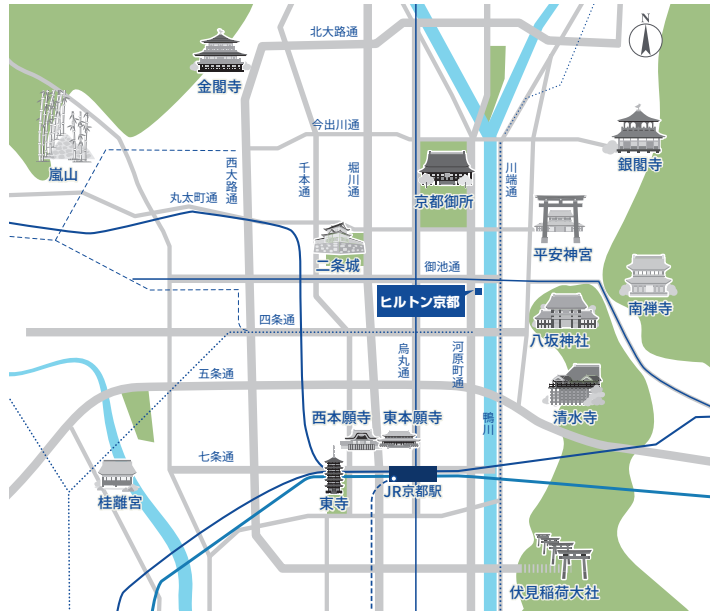 北大路通
N
金閣寺
今出川通
嵐山
西大路通
千本通
堀川通
川端通
銀閣寺
丸太町通
京都御所
平安神宮
二条城
御池通
ヒルトン京都
南禅寺
四条通
八坂神社
烏丸通
河原町通
五条通
西本願寺
東本願寺
鴨川
清水寺
七条通
桂離宮
東寺
JR京都駅
伏見稲荷大社